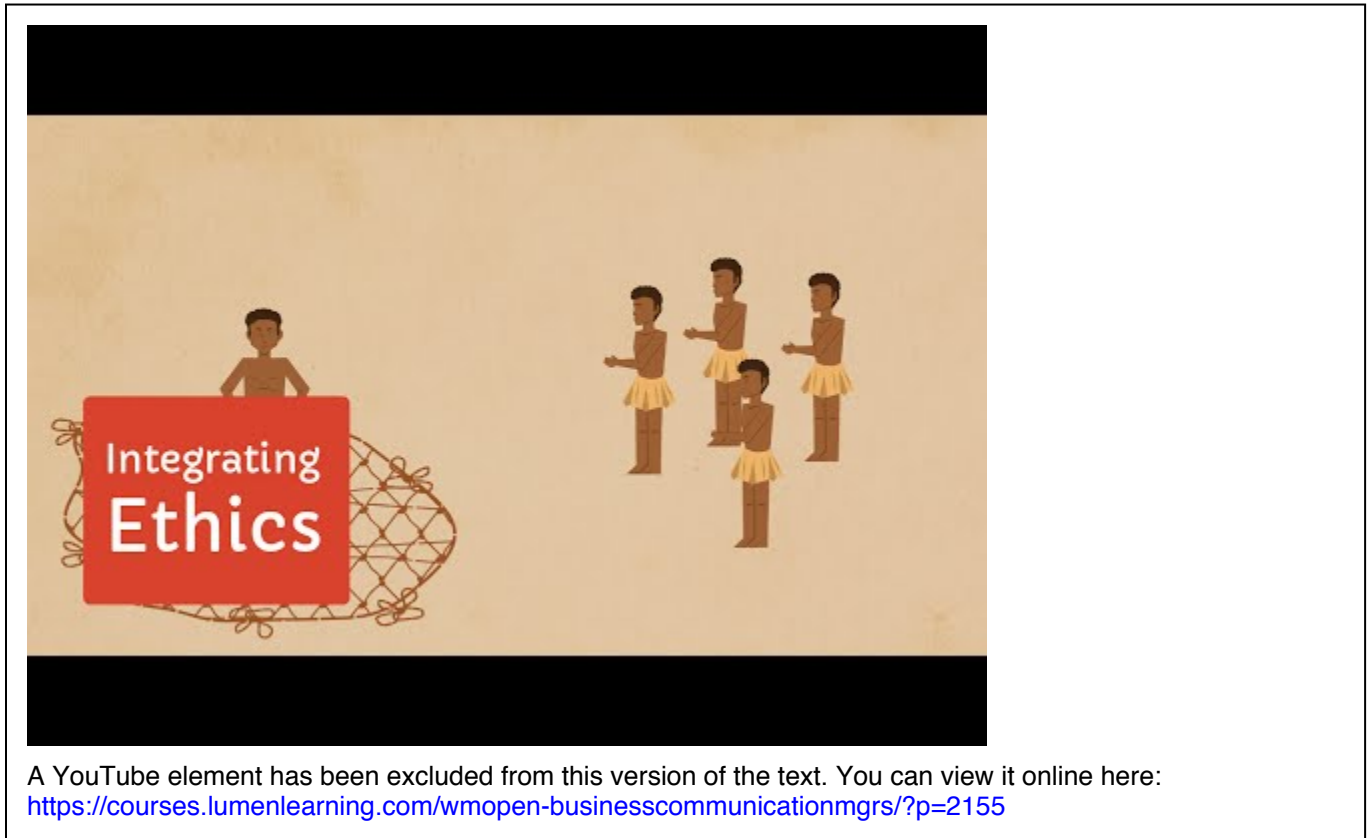 Integrating
Ethics
A YouTube element has been excluded from this version of the text. You can view it online here:
https://courses.lumenlearning.com/wmopen-businesscommunicationmgrs/?p=2155